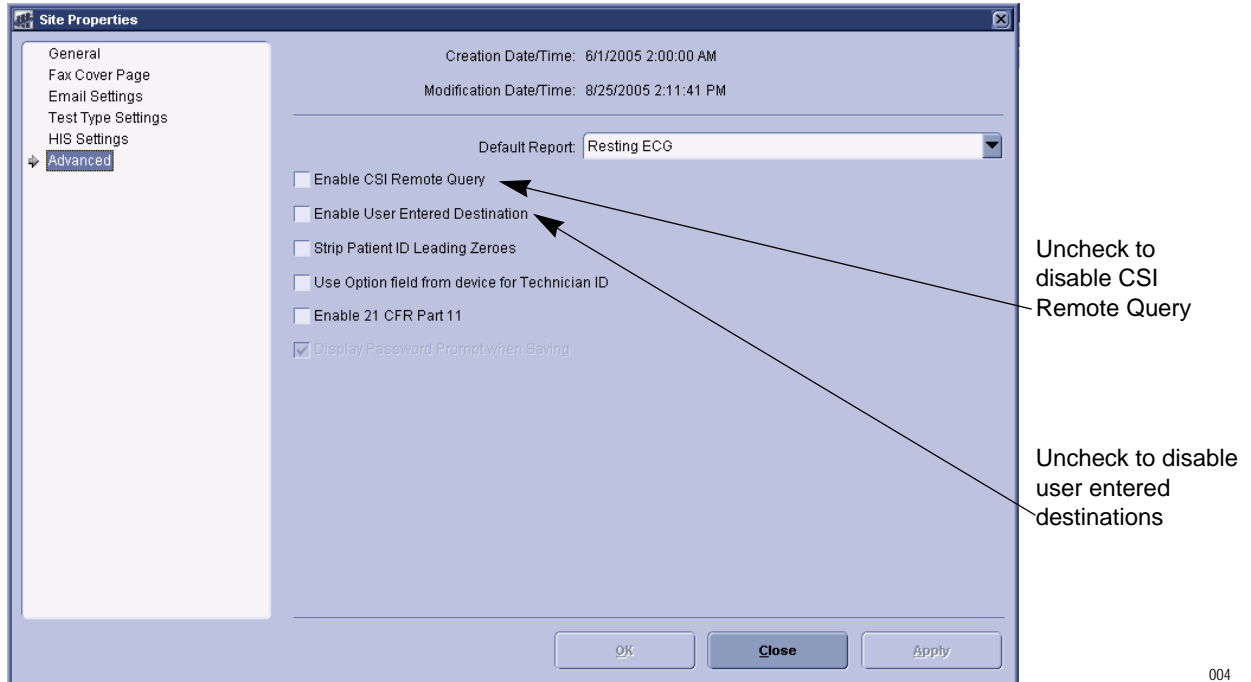 Site Properties
General
Fax Cover Page
Email Settings
Test Type Settings
HIS Settings
Advanced
Creation Date/Time: 6/1/2005 2:00:00 AM
Modification Date/Time: 8/25/2005 2:11:41 PM
Default Report: Resting ECG
Enable CSI Remote Query
Enable User Entered Destination
Strip Patient ID Leading Zeroes
Use Option field from device for Technician ID
Enable 21 CFR Part 11
Display Password Prompt when Saving
OK
Close
Apply
Uncheck to
disable CSI
Remote Query
Uncheck to disable
user entered
destinations
004